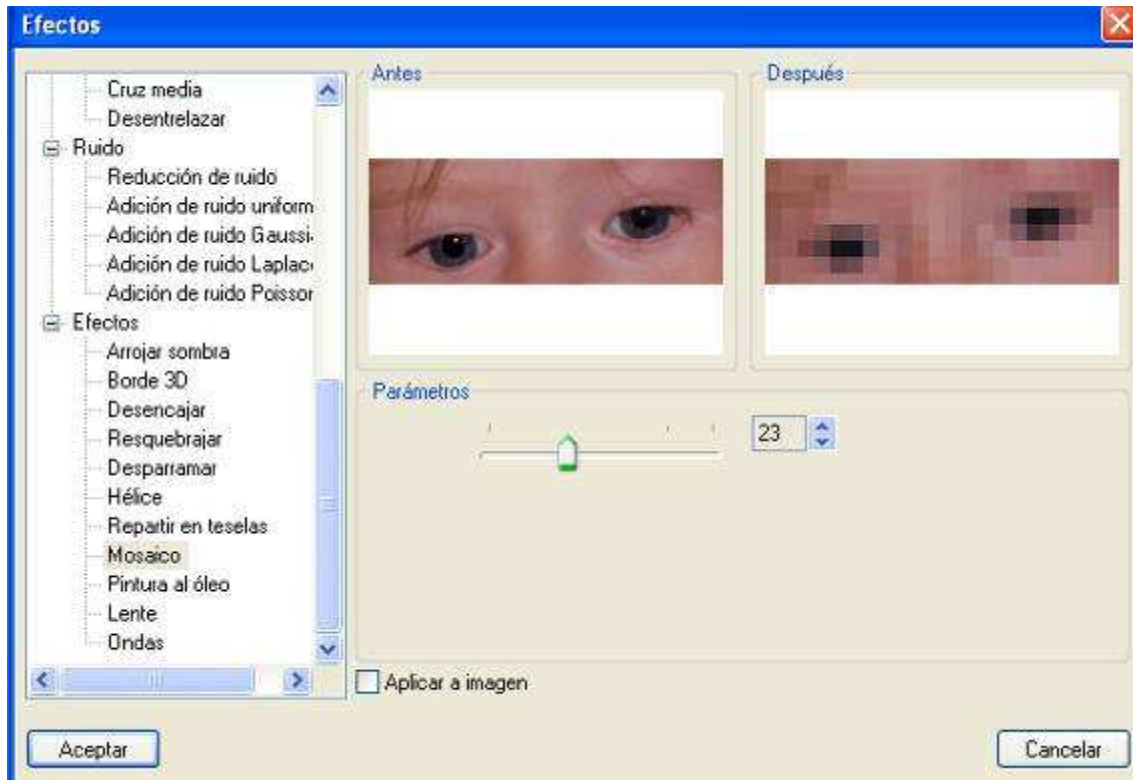 Efectos
Cruz media
Desentrelazar
Ruido
Reducción de ruido
Adición de ruido uniform
Adición de ruido Gaussi
Adición de ruido Laplac
Adición de ruido Poisson
Efectos
Arrojar sombra
Borde 3D
Desencajar
Resquebrajar
Desparramar
Hélice
Repartir en teselas
Mosaico
Pintura al óleo
Lente
Ondas
Antes
Después
Parámetros
23
Aplicar a imagen
Aceptar
Cancelar